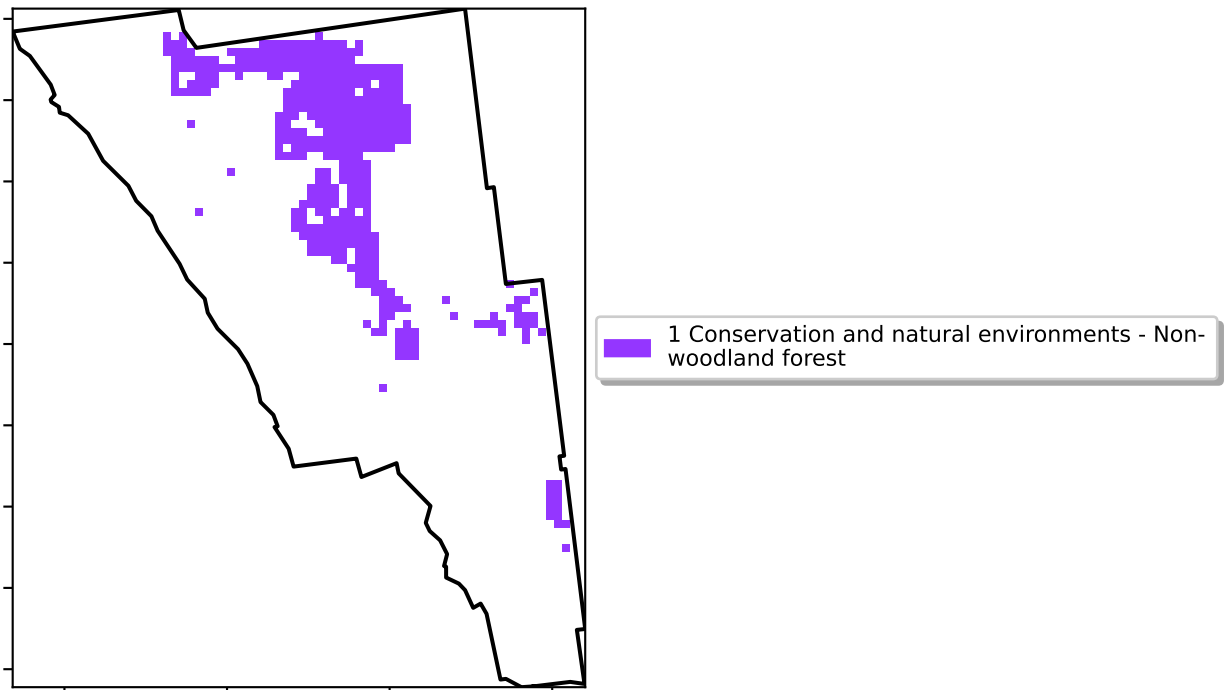 1 Conservation and natural environments - Non-
woodland forest